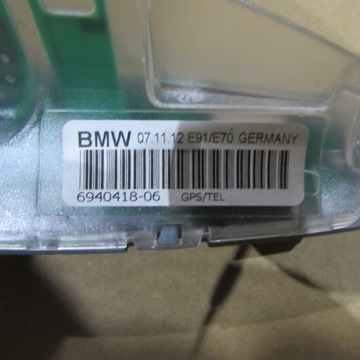 BMW 07.11.12 E91/E70 GERMANY
6940418-06 GPS/TEL